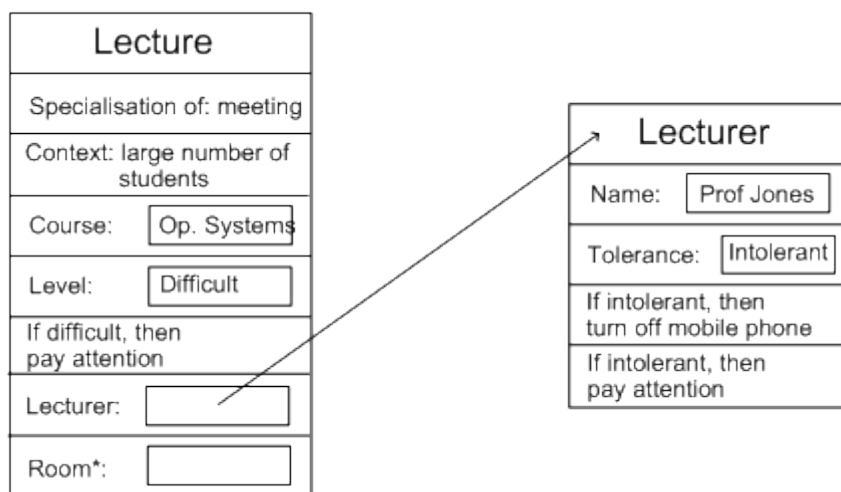 Lecture
Specialisation of: meeting
Context: large number of
students
Course: Op. Systems
Level: Difficult
If difficult, then
pay attention
Lecturer:
Room*:
Lecturer
Name: Prof Jones
Tolerance: Intolerant
If intolerant, then
turn off mobile phone
If intolerant, then
pay attention